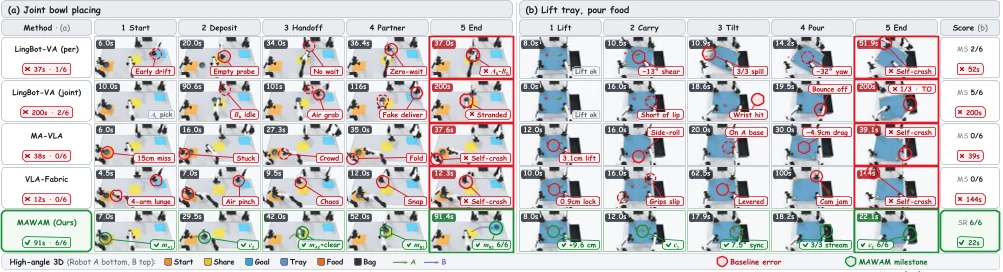 (a) Joint bowl placing
(b) Lift tray, pour food
Method · (a) 1 Start 2 Deposit 3 Handoff 4 Partner 5 End 1 Lift 2 Carry 3 Tilt 4 Pour 5 End Score (b)
LingBot-VA (per)
✖ 37s · 1/6
6.0s Early drift
20.0s Empty probe
34.0s No wait
36.4s Zero-wait
37.0s
8.0s Lift ok
10.5s ~13° shear
10.9s 3/3 spill
14.2s ~32° yaw
51.9s ✖ Self-crash
MS 2/6
✖ 52s
LingBot-VA (joint)
✖ 200s · 2/6
10.0s pick
90.6s idle
101s Air grab
116s Fake deliver
200s ✖ Stranded
8.0s Lift ok
16.0s Short of lip
18.6s Wrist hit
19.5s Bounce off
200s ✖ 1/3 · TO
MS 5/6
✖ 200s
MA-VLA
✖ 38s · 0/6
6.0s 15cm miss
16.0s Stuck
27.3s Crowd
35.0s Fold
37.6s ✖ Self-crash
12.0s 3.1cm lift
16.0s Side-roll
20.0s On A base
30.0s ~4.9cm drag
39.1s ✖ Self-crash
MS 0/6
✖ 39s
VLA-Fabric
✖ 12s · 0/6
4.5s 4-arm lunge
7.0s Air pinch
9.5s Chaos
12.0s Snap
12.3s ✖ Self-crash
10.0s 0.9cm lock
16.0s Grips slip
62.5s Levered
100s Cam jam
144s ✖ Self-crash
MS 0/6
✖ 144s
MAWAM (Ours)
✔ 91s · 6/6
7.0s
29.5s
42.0s
52.0s
91.4s
8.0s +9.6 cm
12.5s
17.9s 7.5° sync
18.2s ✔ 3/3 stream
22.1s
SR 6/6
✔ 22s
High-angle 3D (Robot A bottom, B top): Start Share Goal Tray Food Bag A B Baseline error MAWAM milestone